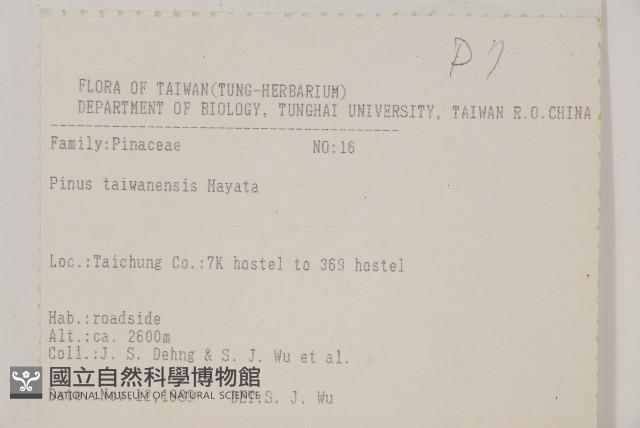 P7
FLORA OF TAIWAN(TUNG-HERBARIUM)
DEPARTMENT OF BIOLOGY, TUNGHAI UNIVERSITY, TAIWAN R.O.CHINA
Family:Pinaceae NO:16
Pinus taiwanensis Hayata
Loc.:Taichung Co.:7K hostel to 369 hostel
Hab.:roadside
Alt.:ca. 2600m
Coll.:J. S. Dehng & S. J. Wu et al.
國立自然科學博物館
NATIONAL MUSEUM OF NATURAL SCIENCE
Date:Nov. DET:S. J. Wu